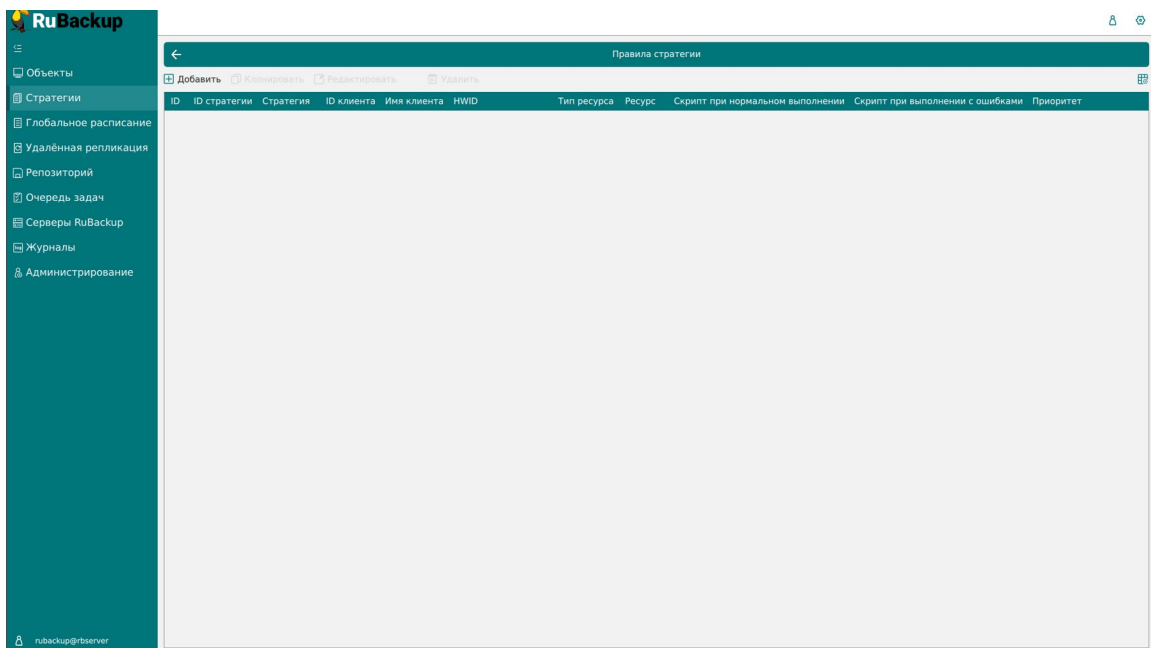 RuBackup
Правила стратегии
Объекты
Стратегии
Глобальное расписание
Удалённая репликация
Репозиторий
Очередь задач
Серверы RuBackup
Журналы
Администрирование
Добавить Клонировать Редактировать Удалить
ID ID стратегии Стратегия ID клиента Имя клиента HWID Тип ресурса Ресурс Скрипт при нормальном выполнении Скрипт при выполнении с ошибками Приоритет
rubackup@rbserver